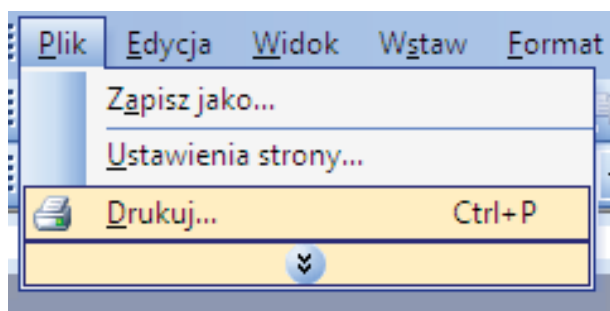 Plik Edycja Widok Wstaw Format
Zapisz jako...
Ustawienia strony...
Drukuj... Ctrl+P